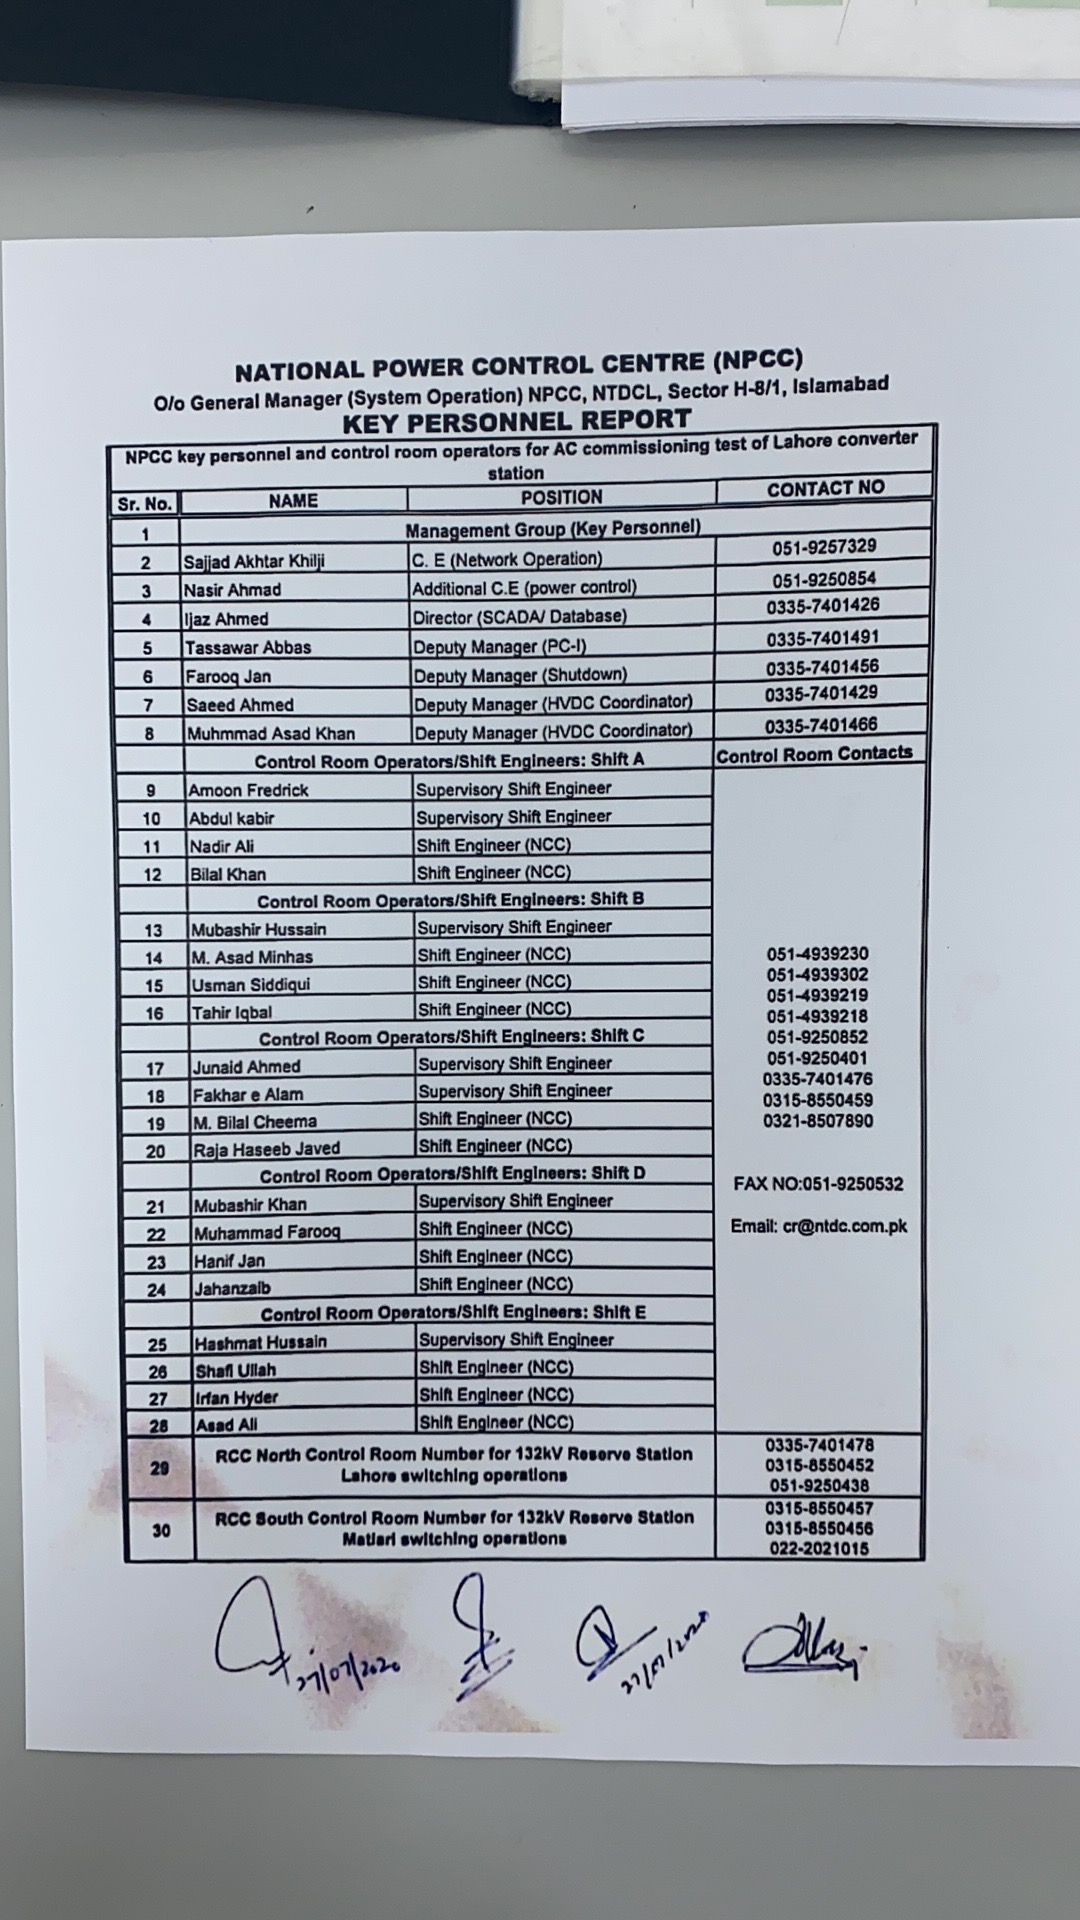 NATIONAL POWER CONTROL CENTRE (NPCC)
O/o General Manager (System Operation) NPCC, NTDCL, Sector H-8/1, Islamabad
KEY PERSONNEL REPORT
NPCC key personnel and control room operators for AC commissioning test of Lahore converter
station
Sr. No. NAME POSITION CONTACT NO
1 Management Group (Key Personnel)
2 Sajjad Akhtar Khilji C. E (Network Operation) 051-9257329
3 Nasir Ahmad Additional C.E (power control) 051-9250854
4 Ijaz Ahmed Director (SCADA/ Database) 0335-7401426
5 Tassawar Abbas Deputy Manager (PC-I) 0335-7401491
6 Farooq Jan Deputy Manager (Shutdown) 0335-7401456
7 Saeed Ahmed Deputy Manager (HVDC Coordinator) 0335-7401429
8 Muhmmad Asad Khan Deputy Manager (HVDC Coordinator) 0335-7401466
Control Room Operators/Shift Engineers: Shift A Control Room Contacts
9 Amoon Fredrick Supervisory Shift Engineer
10 Abdul kabir Supervisory Shift Engineer
11 Nadir Ali Shift Engineer (NCC)
12 Bilal Khan Shift Engineer (NCC)
Control Room Operators/Shift Engineers: Shift B
13 Mubashir Hussain Supervisory Shift Engineer
14 M. Asad Minhas Shift Engineer (NCC)
15 Usman Siddiqui Shift Engineer (NCC)
16 Tahir Iqbal Shift Engineer (NCC)
Control Room Operators/Shift Engineers: Shift C
17 Junaid Ahmed Supervisory Shift Engineer
18 Fakhar e Alam Supervisory Shift Engineer
19 M. Bilal Cheema Shift Engineer (NCC)
20 Raja Haseeb Javed Shift Engineer (NCC)
Control Room Operators/Shift Engineers: Shift D
21 Mubashir Khan Supervisory Shift Engineer
22 Muhammad Farooq Shift Engineer (NCC)
23 Hanif Jan Shift Engineer (NCC)
24 Jahanzaib Shift Engineer (NCC)
Control Room Operators/Shift Engineers: Shift E
25 Hashmat Hussain Supervisory Shift Engineer
26 Shafi Ullah Shift Engineer (NCC)
27 Irfan Hyder Shift Engineer (NCC)
28 Asad Ali Shift Engineer (NCC)
051-4939230
051-4939302
051-4939219
051-4939218
051-9250852
051-9250401
0335-7401476
0315-8550459
0321-8507890
FAX NO:051-9250532
Email: cr@ntdc.com.pk
29 RCC North Control Room Number for 132kV Reserve Station
Lahore switching operations
0335-7401478
0315-8550452
051-9250438
30 RCC South Control Room Number for 132kV Reserve Station
Matiari switching operations
0315-8550457
0315-8550456
022-2021015
27/07/2020
27/07/2020